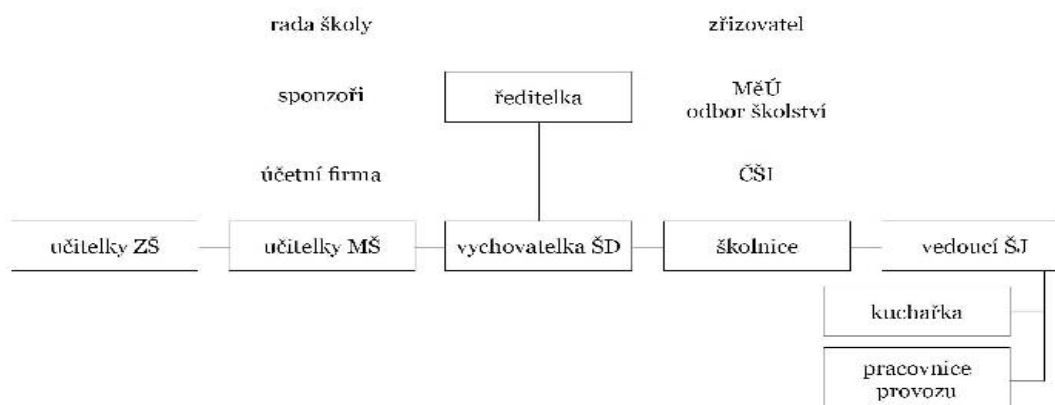 rada školy
zřizovatel
sponzoři
ředitelka
MěÚ
odbor školství
účetní firma
ČŠI
učitelky ZŠ
učitelky MŠ
vychovatelka ŠD
školnice
vedoucí ŠJ
kuchařka
pracovnice
provozu